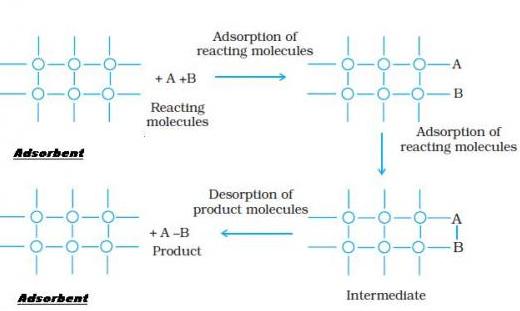 Adsorption of
reacting molecules
+ A +B
A
B
Reacting
molecules
Adsorbent
Adsorption of
reacting molecules
Desorption of
product molecules
+ A –B
Product
A
B
Intermediate
Adsorbent